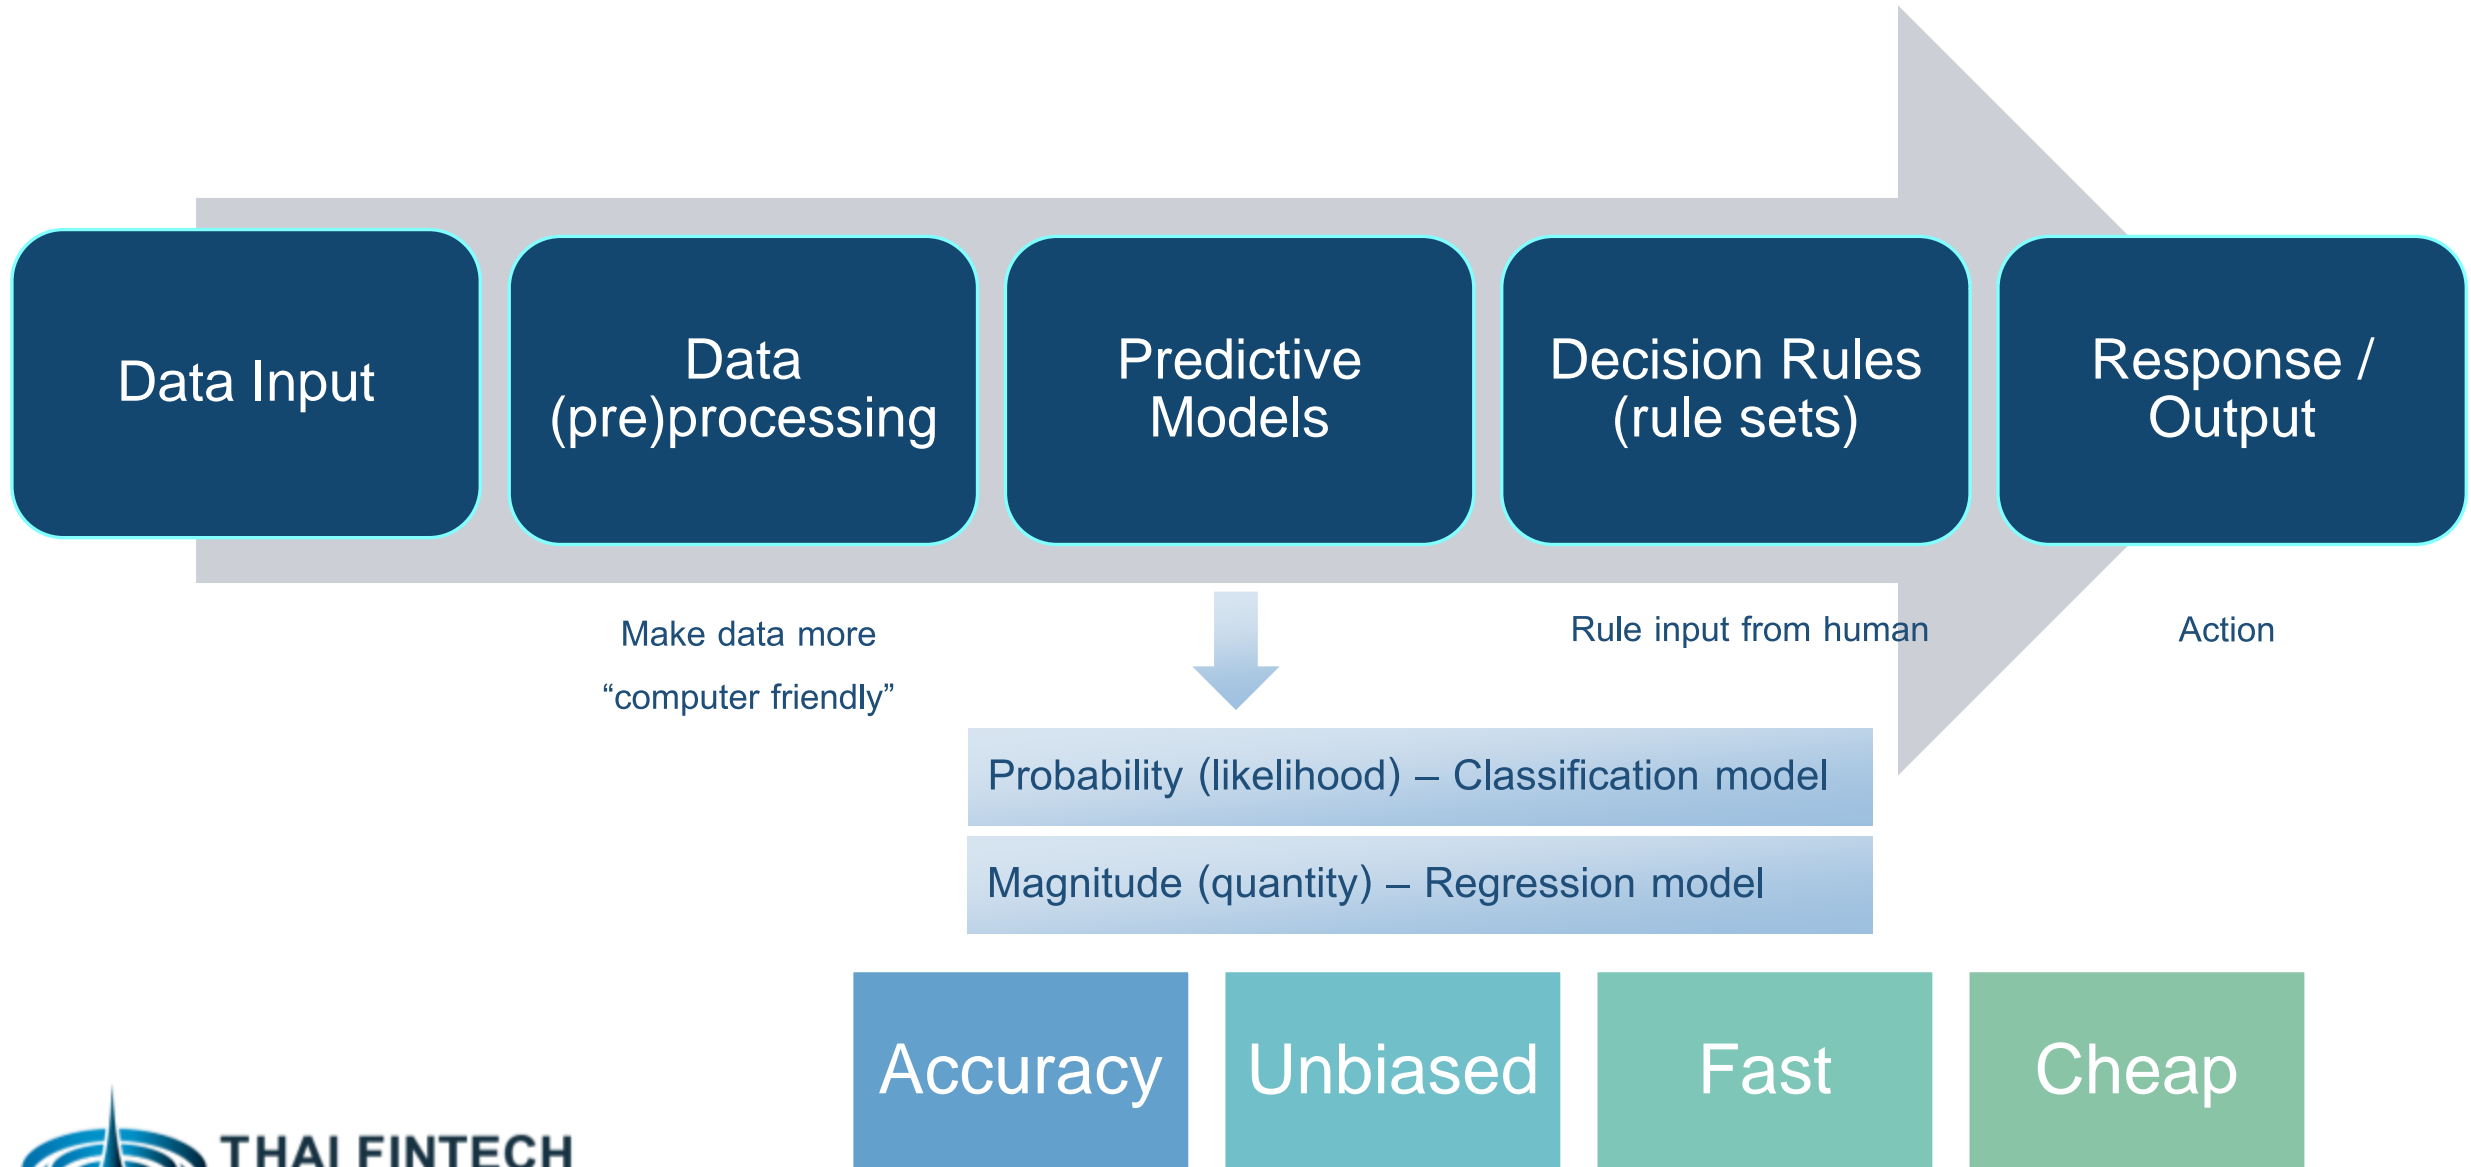 Data Input
Data
(pre)processing
Predictive
Models
Decision Rules
(rule sets)
Response /
Output
Make data more
“computer friendly”
Rule input from human
Action
Probability (likelihood) – Classification model
Magnitude (quantity) – Regression model
Accuracy
Unbiased
Fast
Cheap
THAI FINTECH